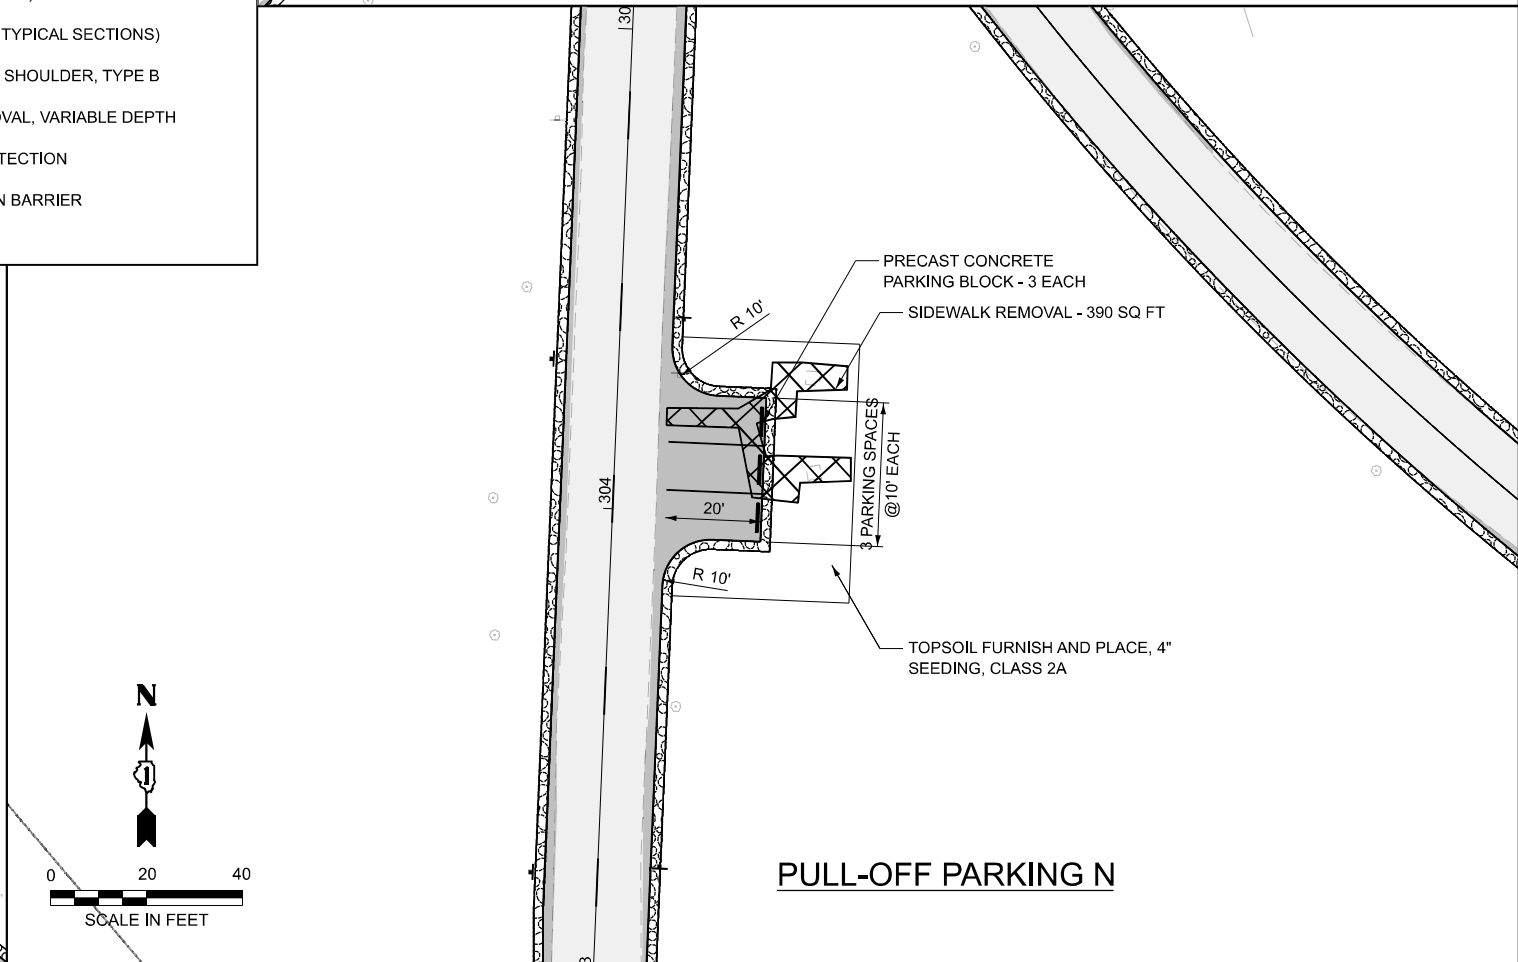 TYPICAL SECTIONS)
SHOULDER, TYPE B
OVAL, VARIABLE DEPTH
TECTION
N BARRIER
30
PRECAST CONCRETE
PARKING BLOCK - 3 EACH
SIDEWALK REMOVAL - 390 SQ FT
R 10'
3 PARKING SPACES
@10' EACH
304
20'
R 10'
TOPSOIL FURNISH AND PLACE, 4"
SEEDING, CLASS 2A
N
1
0 20 40
SCALE IN FEET
PULL-OFF PARKING N